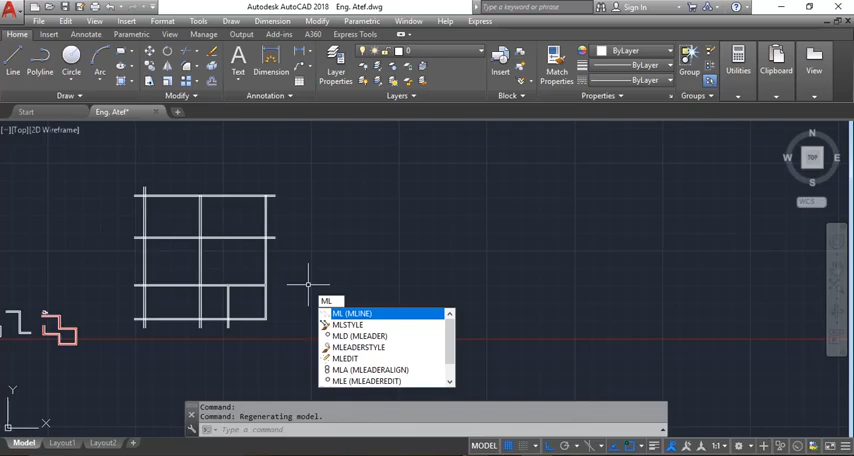 Autodesk AutoCAD 2018 - Eng. Atef.dwg
Type a keyword or phrase
Sign In
File Edit View Insert Format Tools Draw Dimension Modify Parametric Window Help Express
Home Insert Annotate Parametric View Manage Output Add-ins A360 Express Tools
Line Polyline Circle Arc
Text Dimension
Layer Properties
0
Insert
Match Properties
ByLayer
ByLayer
ByLayer
Group
Utilities
Clipboard
View
Draw Modify Annotation Layers Block Properties Groups
Start Eng. Atef*
[−][Top][2D Wireframe]
N
W TOP E
S
WCS
ML
ML (MLINE)
MLSTYLE
MLD (MLEADER)
MLEADERSTYLE
MLEDIT
MLA (MLEADERALIGN)
MLE (MLEADEREDIT)
Y
X
Command:
Command: Regenerating model.
Type a command
Model Layout1 Layout2 +
MODEL
1:1